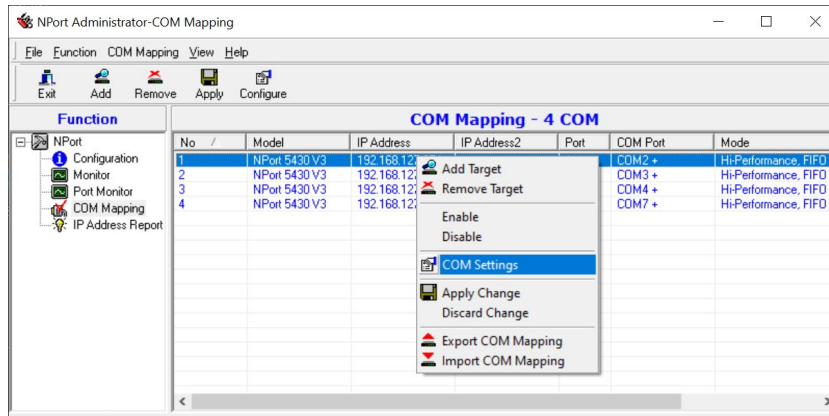 NPort Administrator-COM Mapping
File Function COM Mapping View Help
Exit Add Remove Apply Configure
Function
COM Mapping - 4 COM
NPort
Configuration
Monitor
Port Monitor
COM Mapping
IP Address Report
No / Model IP Address IP Address2 Port COM Port Mode
1 NPort 5430 V3 COM2 + Hi-Performance, FIFO
2 NPort 5430 V3 COM3 + Hi-Performance, FIFO
3 NPort 5430 V3 COM4 + Hi-Performance, FIFO
4 NPort 5430 V3 COM7 + Hi-Performance, FIFO
Add Target
Remove Target
Enable
Disable
COM Settings
Apply Change
Discard Change
Export COM Mapping
Import COM Mapping